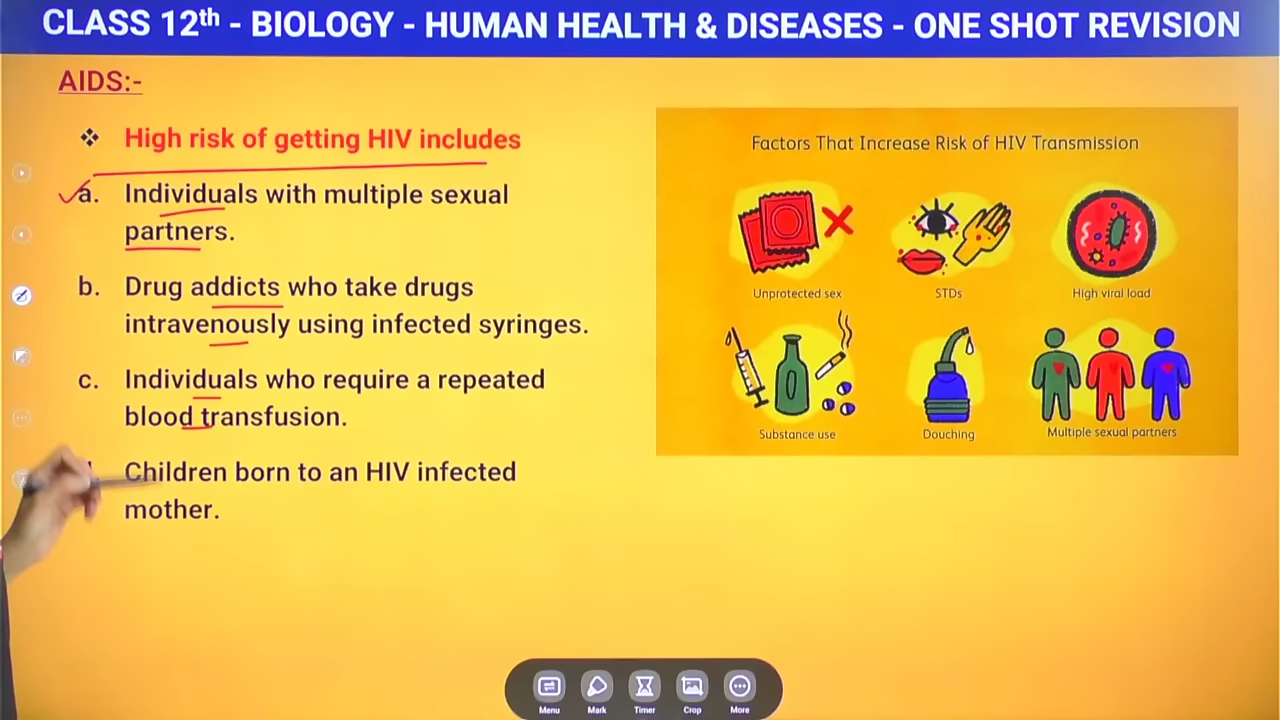 CLASS 12th - BIOLOGY - HUMAN HEALTH & DISEASES - ONE SHOT REVISION
AIDS:-
❖ High risk of getting HIV includes
a. Individuals with multiple sexual
partners.
b. Drug addicts who take drugs
intravenously using infected syringes.
c. Individuals who require a repeated
blood transfusion.
Children born to an HIV infected
mother.
Factors That Increase Risk of HIV Transmission
Unprotected sex
STDs
High viral load
Substance use
Douching
Multiple sexual partners
Menu
Mark
Timer
Crop
More